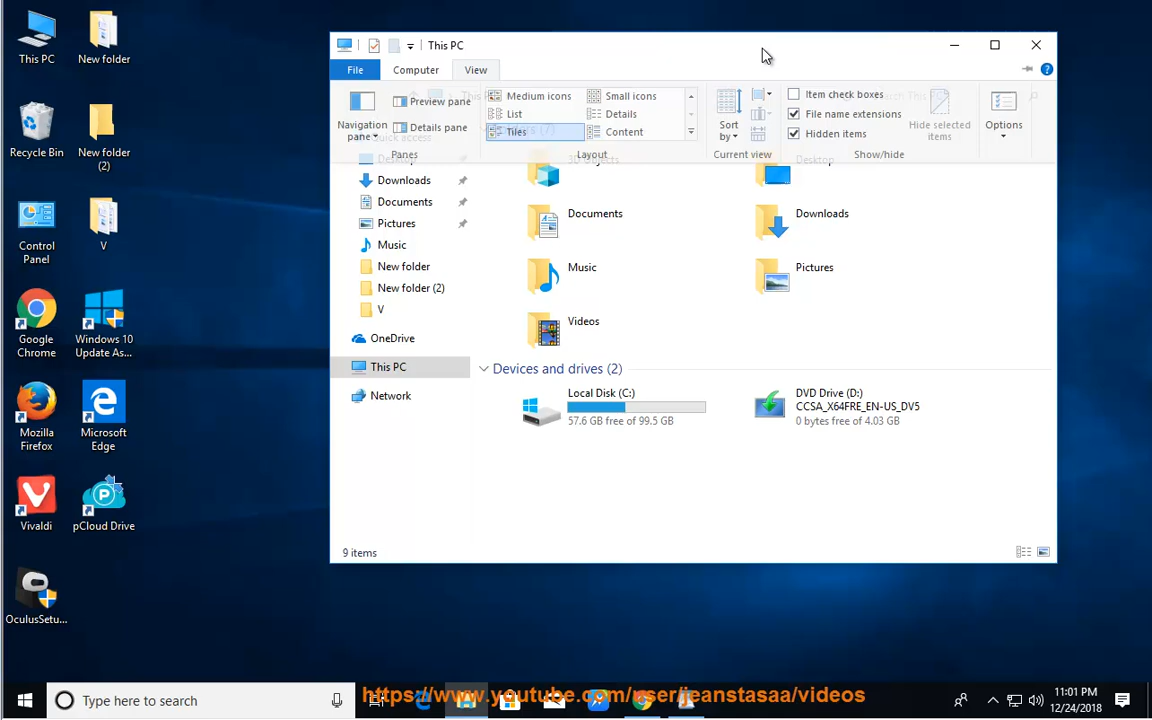 This PC
New folder
Recycle Bin
New folder
(2)
Control
Panel
V
Google
Chrome
Windows 10
Update As...
Mozilla
Firefox
Microsoft
Edge
Vivaldi
pCloud Drive
OculusSetu...
This PC
File
Computer
View
Navigation
pane
Preview pane
Details pane
Panes
Medium icons
Small icons
List
Details
Tiles
Content
Layout
Sort
by
Current view
Item check boxes
File name extensions
Hidden items
Hide selected
items
Show/hide
Options
Quick access
Desktop
Downloads
Documents
Pictures
Music
New folder
New folder (2)
V
OneDrive
This PC
Network
3D Objects
Desktop
Documents
Downloads
Music
Pictures
Videos
Devices and drives (2)
Local Disk (C:)
57.6 GB free of 99.5 GB
DVD Drive (D:)
CCSA_X64FRE_EN-US_DV5
0 bytes free of 4.03 GB
9 items
Type here to search
https://www.youtube.com/user/jeanstasaa/videos
11:01 PM
12/24/2018